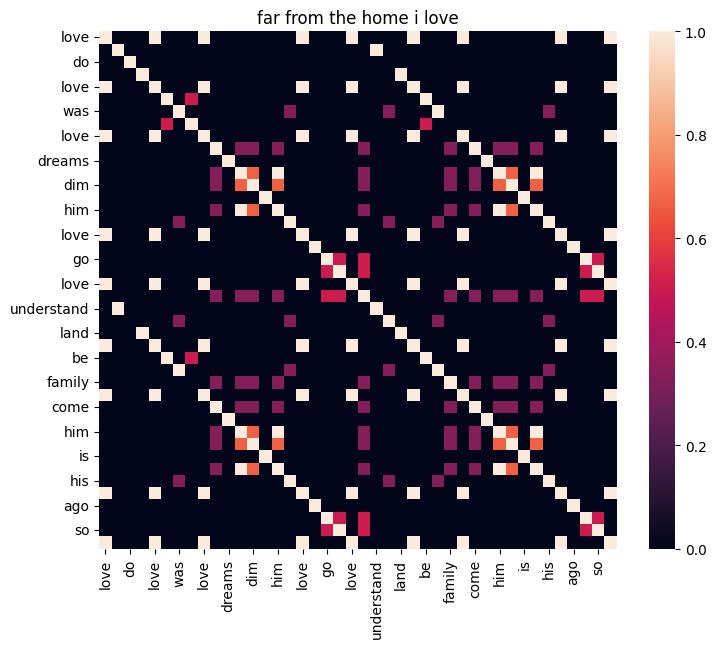 far from the home i love
love
do
love
was
love
dreams
dim
him
love
go
love
understand
land
be
family
come
him
is
his
ago
so
1.0
0.8
0.6
0.4
0.2
0.0
love
do
love
was
love
dreams
dim
him
love
go
love
understand
land
be
family
come
him
is
his
ago
so